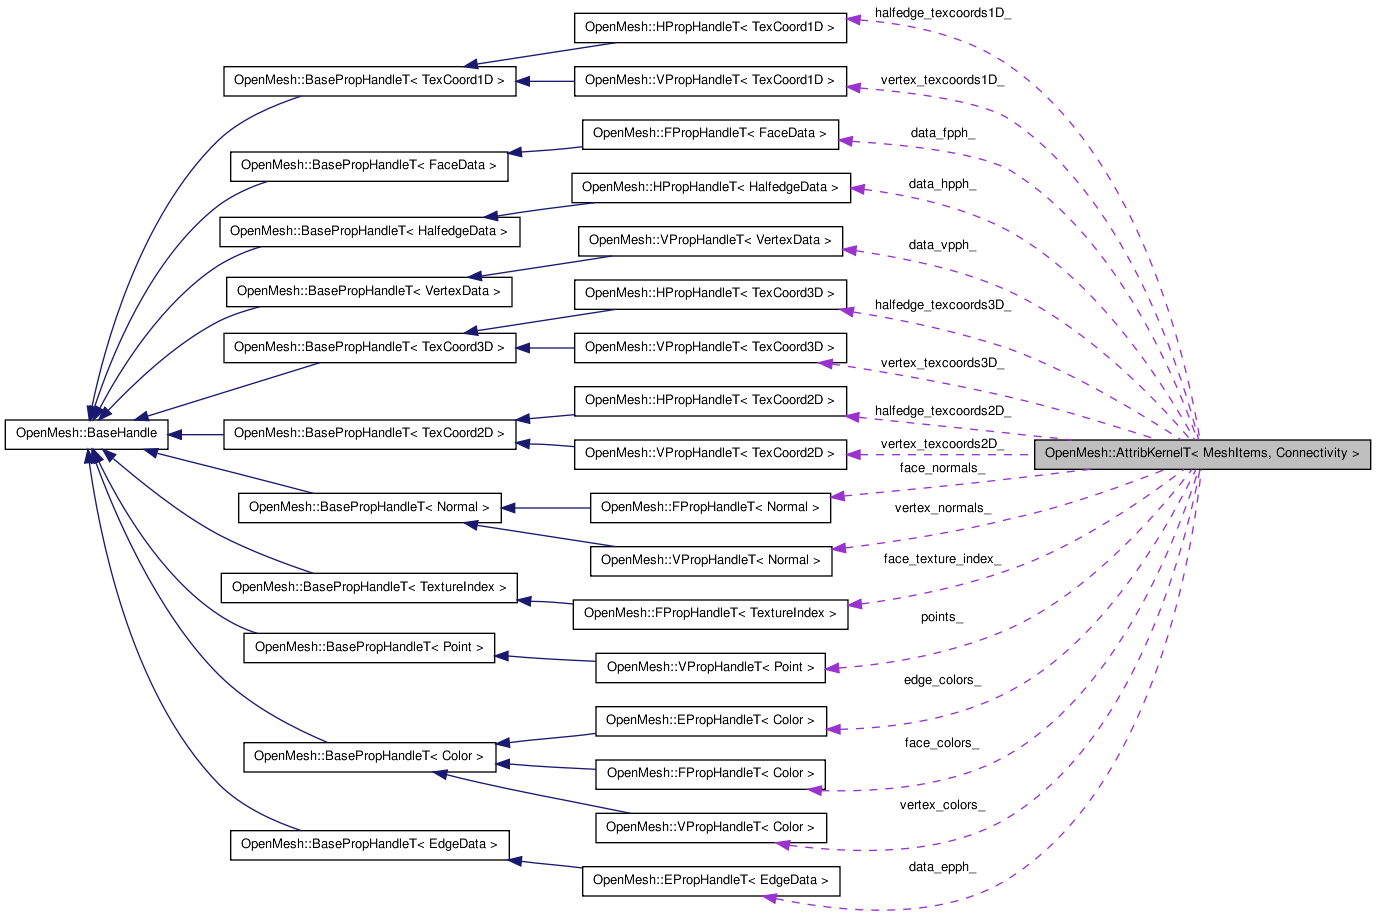 halfedge_texcoords1D_
OpenMesh::HPropHandleT< TexCoord1D >
OpenMesh::BasePropHandleT< TexCoord1D >
OpenMesh::VPropHandleT< TexCoord1D >
vertex_texcoords1D_
OpenMesh::FPropHandleT< FaceData >
data_fpph_
OpenMesh::BasePropHandleT< FaceData >
OpenMesh::HPropHandleT< HalfedgeData >
data_hpph_
OpenMesh::BasePropHandleT< HalfedgeData >
OpenMesh::VPropHandleT< VertexData >
data_vpph_
OpenMesh::BasePropHandleT< VertexData >
OpenMesh::HPropHandleT< TexCoord3D >
halfedge_texcoords3D_
OpenMesh::BasePropHandleT< TexCoord3D >
OpenMesh::VPropHandleT< TexCoord3D >
vertex_texcoords3D_
OpenMesh::HPropHandleT< TexCoord2D >
halfedge_texcoords2D_
OpenMesh::BaseHandle
OpenMesh::BasePropHandleT< TexCoord2D >
OpenMesh::VPropHandleT< TexCoord2D >
vertex_texcoords2D_
OpenMesh::AttribKernelT< MeshItems, Connectivity >
face_normals_
OpenMesh::BasePropHandleT< Normal >
OpenMesh::FPropHandleT< Normal >
vertex_normals_
OpenMesh::VPropHandleT< Normal >
face_texture_index_
OpenMesh::BasePropHandleT< TextureIndex >
OpenMesh::FPropHandleT< TextureIndex >
points_
OpenMesh::BasePropHandleT< Point >
OpenMesh::VPropHandleT< Point >
edge_colors_
OpenMesh::EPropHandleT< Color >
face_colors_
OpenMesh::BasePropHandleT< Color >
OpenMesh::FPropHandleT< Color >
vertex_colors_
OpenMesh::VPropHandleT< Color >
OpenMesh::BasePropHandleT< EdgeData >
data_epph_
OpenMesh::EPropHandleT< EdgeData >